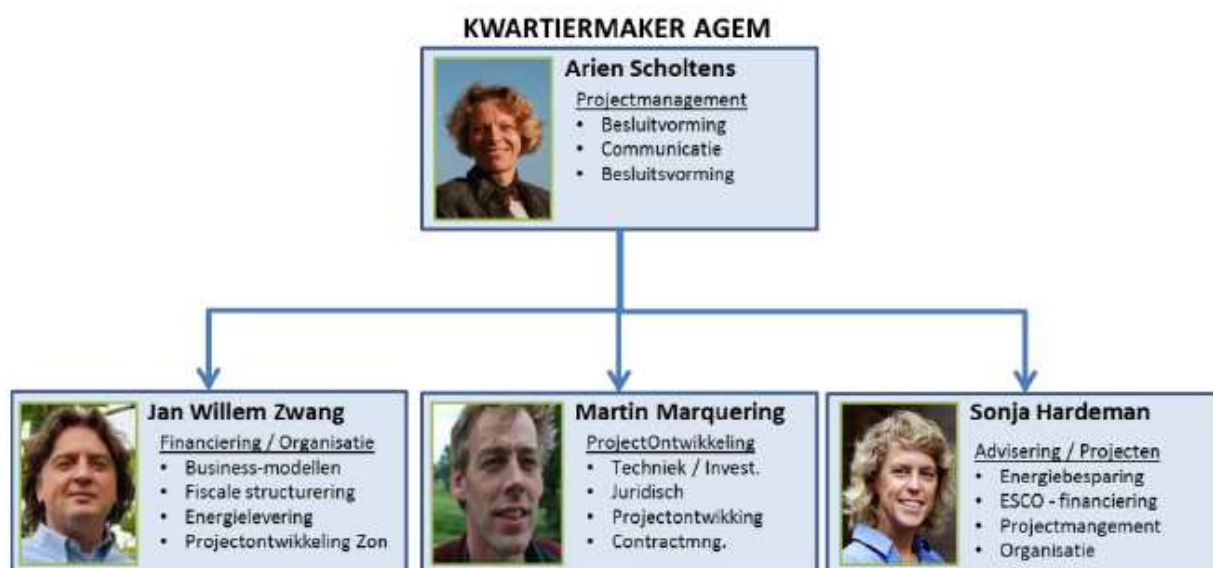 KWARTIERMAKER AGEM
Arien Scholtens
Projectmanagement
• Besluitvorming
• Communicatie
• Besluitsvorming
Jan Willem Zwang
Financiering / Organisatie
• Business-modellen
• Fiscale structurering
• Energielevering
• Projectontwikkeling Zon
Martin Marquering
ProjectOntwikkeling
• Techniek / Invest.
• Juridisch
• Projectontwikking
• Contractmng.
Sonja Hardeman
Advisering / Projecten
• Energiebesparing
• ESCO - financiering
• Projectmangement
• Organisatie